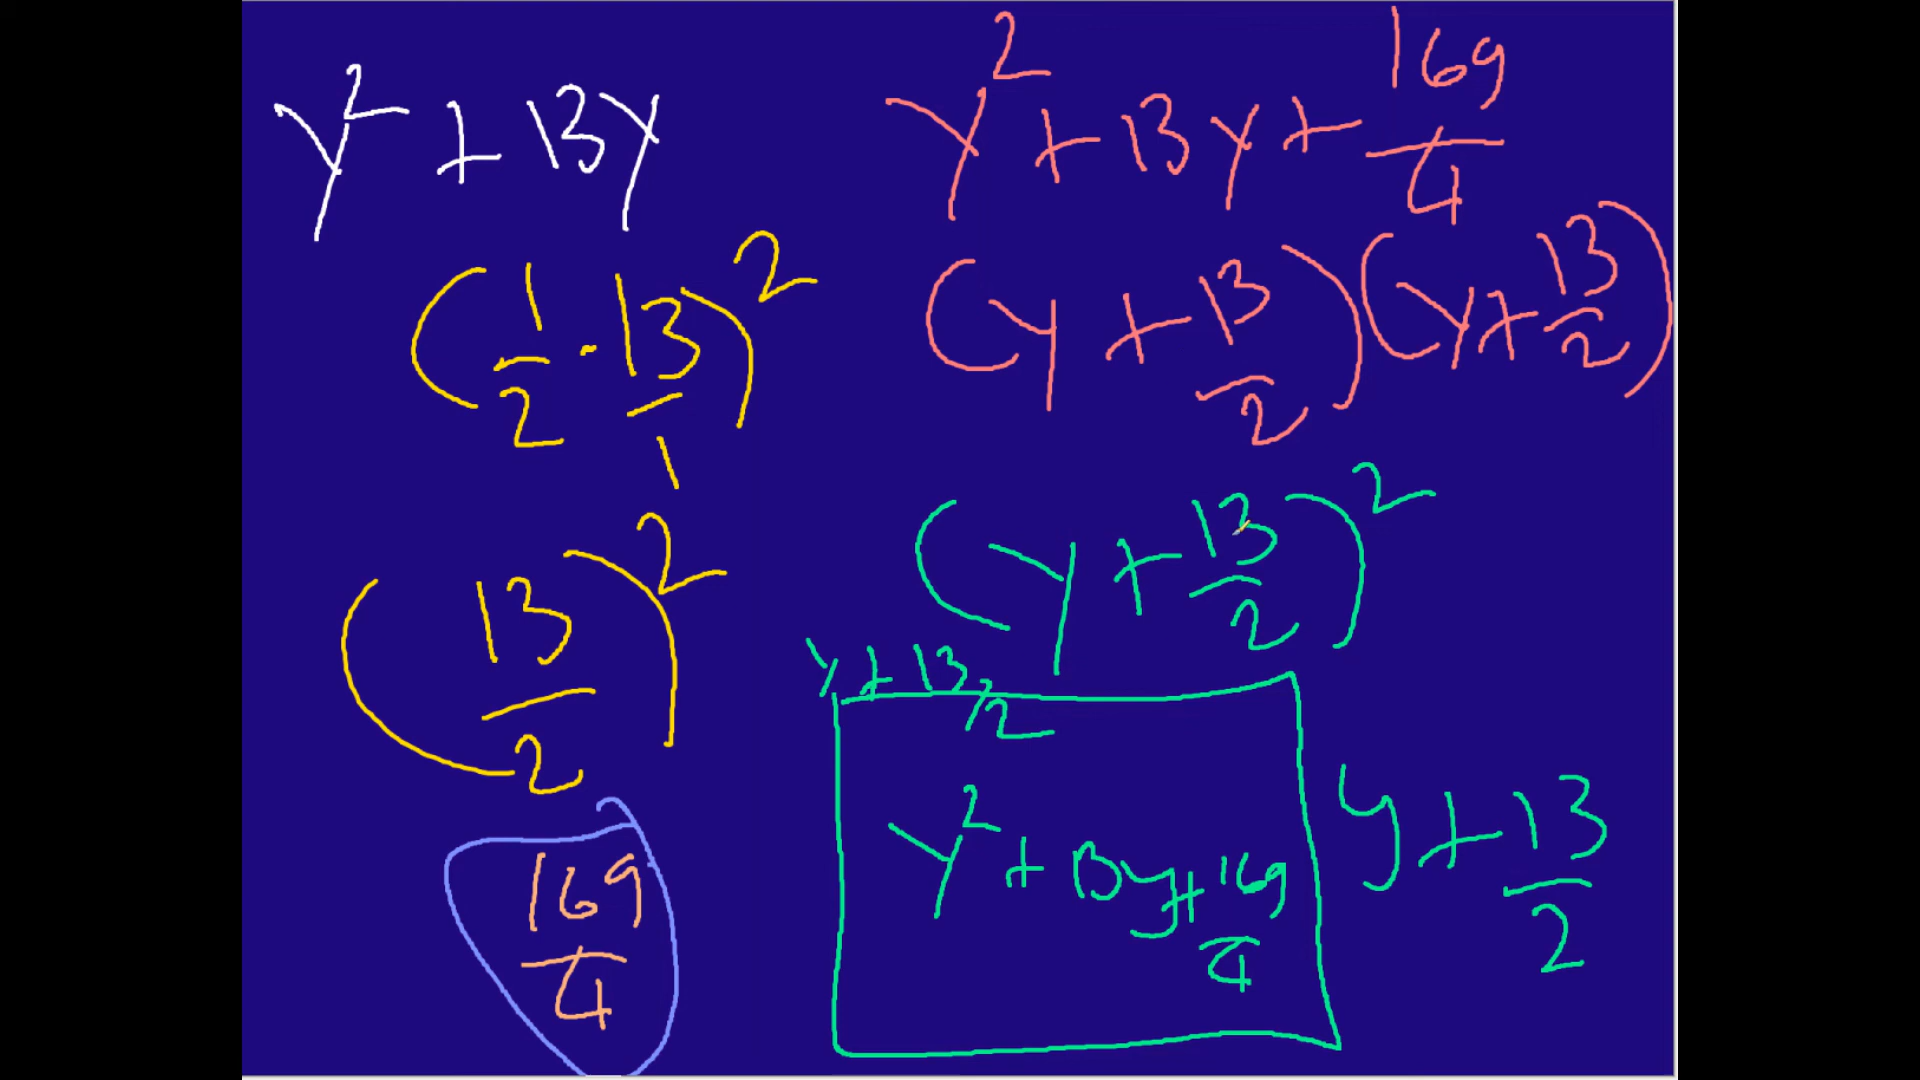 y² + 13y
(1/2 · 13/1)²
(13/2)²
169/4
y² + 13y + 169/4
(y + 13/2)(y + 13/2)
(y + 13/2)²
y + 13/2
y² + 13y + 169/4
y + 13/2